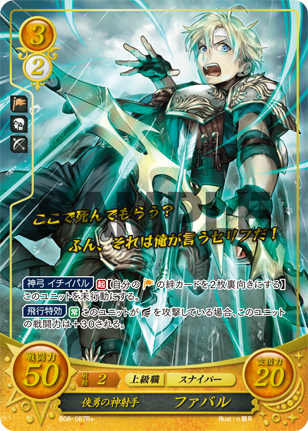 3
2
ここで死んでもらう?
ふん、それは俺が言うセリフだ!
神弓 イチイバル 起 【自分の の絆カードを2枚裏向きにする】
このユニットを未行動にする。
飛行特効 常 このユニットが を攻撃している場合、このユニット
の戦闘力は+30される。
戦闘力 50
射程 2 上級職 スナイパー
支援力 20
侠勇の神射手 ファバル
B08-087R+
Illust: